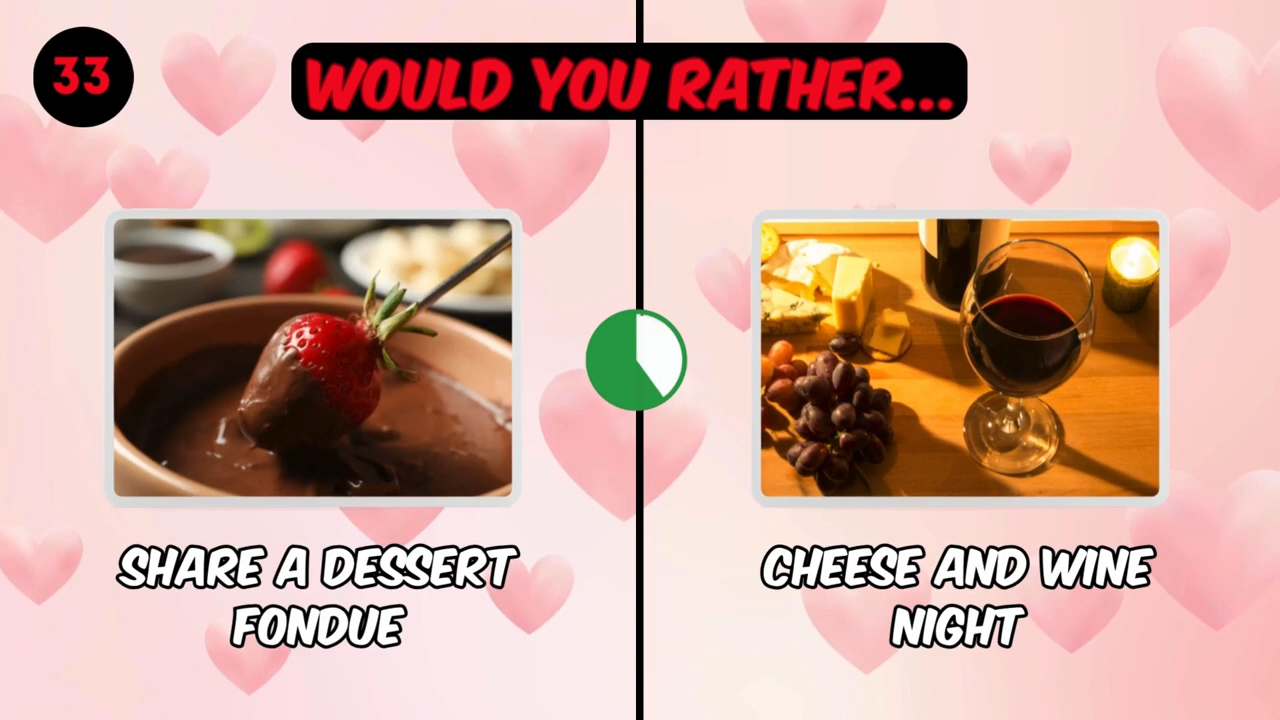 33
WOULD YOU RATHER...
SHARE A DESSERT
FONDUE
CHEESE AND WINE
NIGHT